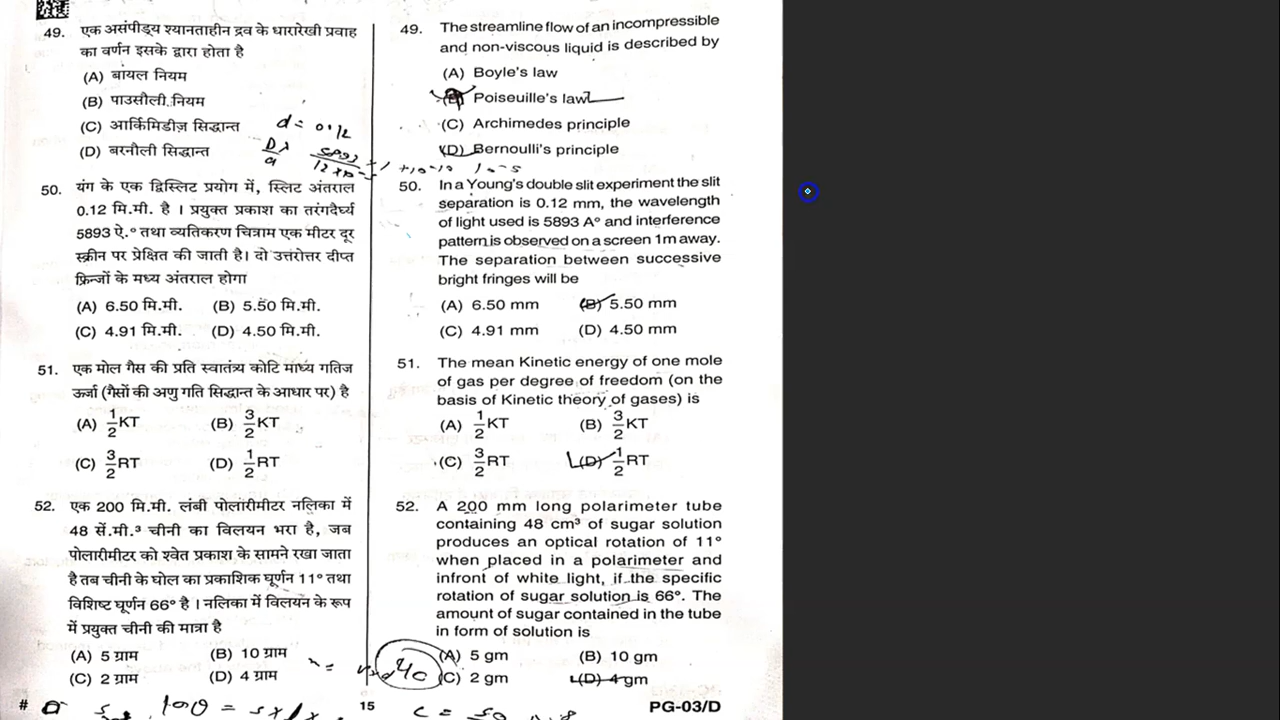 49. एक असंपीड्य श्यानताहीन द्रव के धारारेखी प्रवाह
का वर्णन इसके द्वारा होता है
(A) बायल नियम
(B) पाउसौली नियम
(C) आर्किमिडीज़ सिद्धान्त
(D) बरनौली सिद्धान्त
d = 0.12
Dλ
a
50. यंग के एक द्विस्लिट प्रयोग में, स्लिट अंतराल
0.12 मि.मी. है । प्रयुक्त प्रकाश का तरंगदैर्घ्य
5893 ऐ.° तथा व्यतिकरण चित्राम एक मीटर दूर
स्क्रीन पर प्रेक्षित की जाती है। दो उत्तरोत्तर दीप्त
फ्रिन्जों के मध्य अंतराल होगा
(A) 6.50 मि.मी. (B) 5.50 मि.मी.
(C) 4.91 मि.मी. (D) 4.50 मि.मी.
51. एक मोल गैस की प्रति स्वातंत्र्य कोटि माध्य गतिज
ऊर्जा (गैसों की अणु गति सिद्धान्त के आधार पर) है
(A) 1/2 KT (B) 3/2 KT
(C) 3/2 RT (D) 1/2 RT
52. एक 200 मि.मी. लंबी पोलारीमीटर नलिका में
48 सें.मी.³ चीनी का विलयन भरा है, जब
पोलारीमीटर को श्वेत प्रकाश के सामने रखा जाता
है तब चीनी के घोल का प्रकाशिक घूर्णन 11° तथा
विशिष्ट घूर्णन 66° है । नलिका में विलयन के रूप
में प्रयुक्त चीनी की मात्रा है
(A) 5 ग्राम (B) 10 ग्राम
(C) 2 ग्राम (D) 4 ग्राम
49. The streamline flow of an incompressible
and non-viscous liquid is described by
(A) Boyle's law
(B) Poiseuille's law
(C) Archimedes principle
(D) Bernoulli's principle
50. In a Young's double slit experiment the slit
separation is 0.12 mm, the wavelength
of light used is 5893 A° and interference
pattern is observed on a screen 1m away.
The separation between successive
bright fringes will be
(A) 6.50 mm (B) 5.50 mm
(C) 4.91 mm (D) 4.50 mm
51. The mean Kinetic energy of one mole
of gas per degree of freedom (on the
basis of Kinetic theory of gases) is
(A) 1/2 KT (B) 3/2 KT
(C) 3/2 RT (D) 1/2 RT
52. A 200 mm long polarimeter tube
containing 48 cm³ of sugar solution
produces an optical rotation of 11°
when placed in a polarimeter and
infront of white light, if the specific
rotation of sugar solution is 66°. The
amount of sugar contained in the tube
in form of solution is
(A) 5 gm (B) 10 gm
(C) 2 gm (D) 4 gm
# 15 PG-03/D